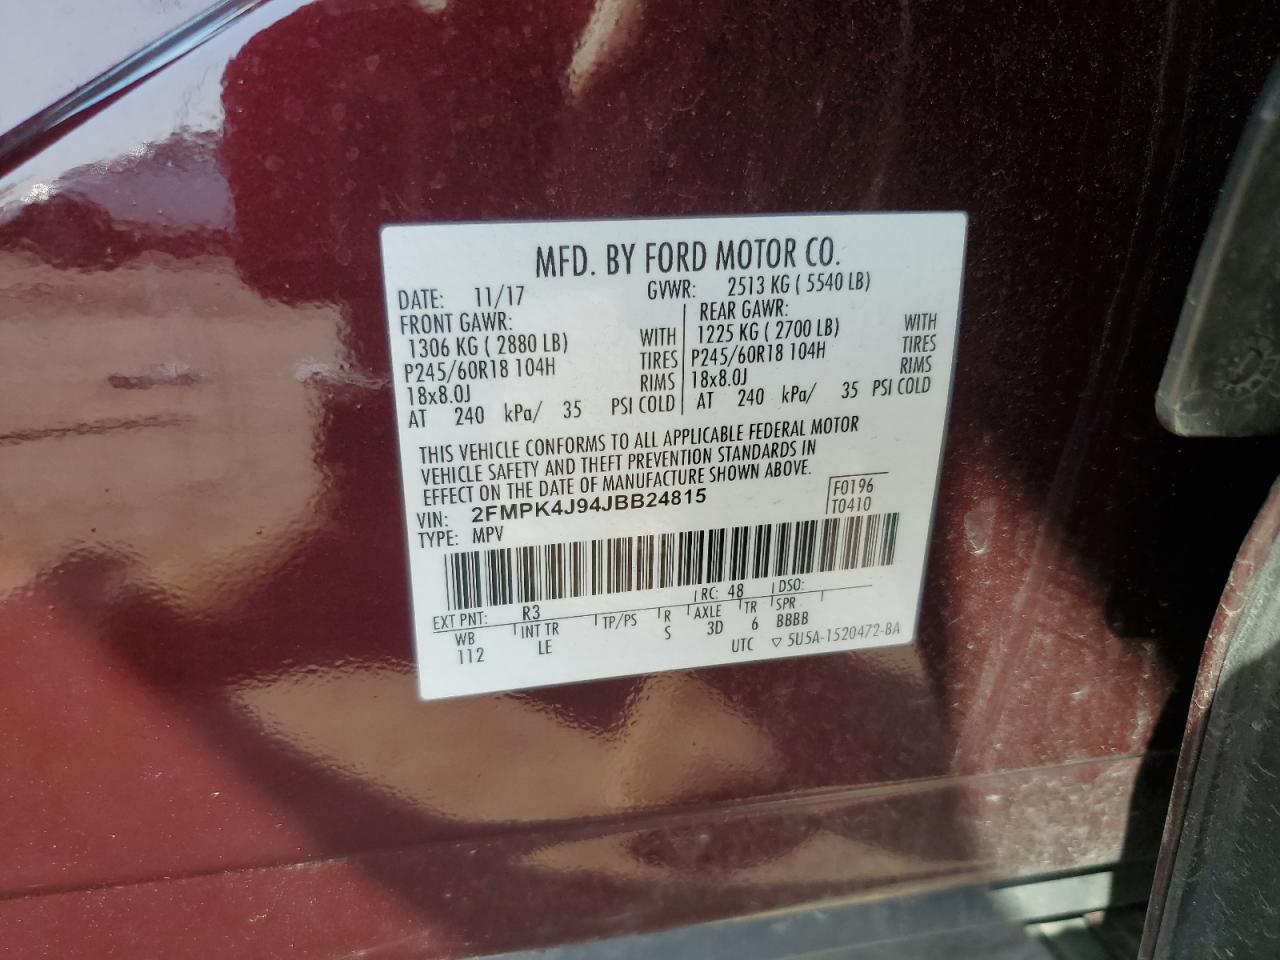 MFD. BY FORD MOTOR CO.
DATE: 11/17 GVWR: 2513 KG ( 5540 LB)
FRONT GAWR: REAR GAWR:
1306 KG ( 2880 LB) WITH 1225 KG ( 2700 LB) WITH
P245/60R18 104H TIRES P245/60R18 104H TIRES
18x8.0J RIMS 18x8.0J RIMS
AT 240 kPa/ 35 PSI COLD AT 240 kPa/ 35 PSI COLD
THIS VEHICLE CONFORMS TO ALL APPLICABLE FEDERAL MOTOR
VEHICLE SAFETY AND THEFT PREVENTION STANDARDS IN
EFFECT ON THE DATE OF MANUFACTURE SHOWN ABOVE.
VIN: 2FMPK4J94JBB24815 F0196
TYPE: MPV T0410
EXT PNT: R3 RC: 48 DSO:
WB INT TR TP/PS R AXLE TR SPR
112 LE S 3D 6 BBBB
UTC ▽ 5U5A-1520472-BA